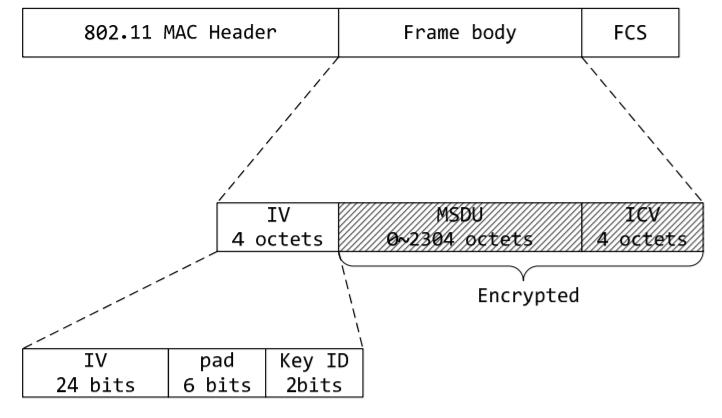 802.11 MAC Header
Frame body
FCS
IV
4 octets
MSDU
0~2304 octets
ICV
4 octets
Encrypted
IV
24 bits
pad
6 bits
Key ID
2bits